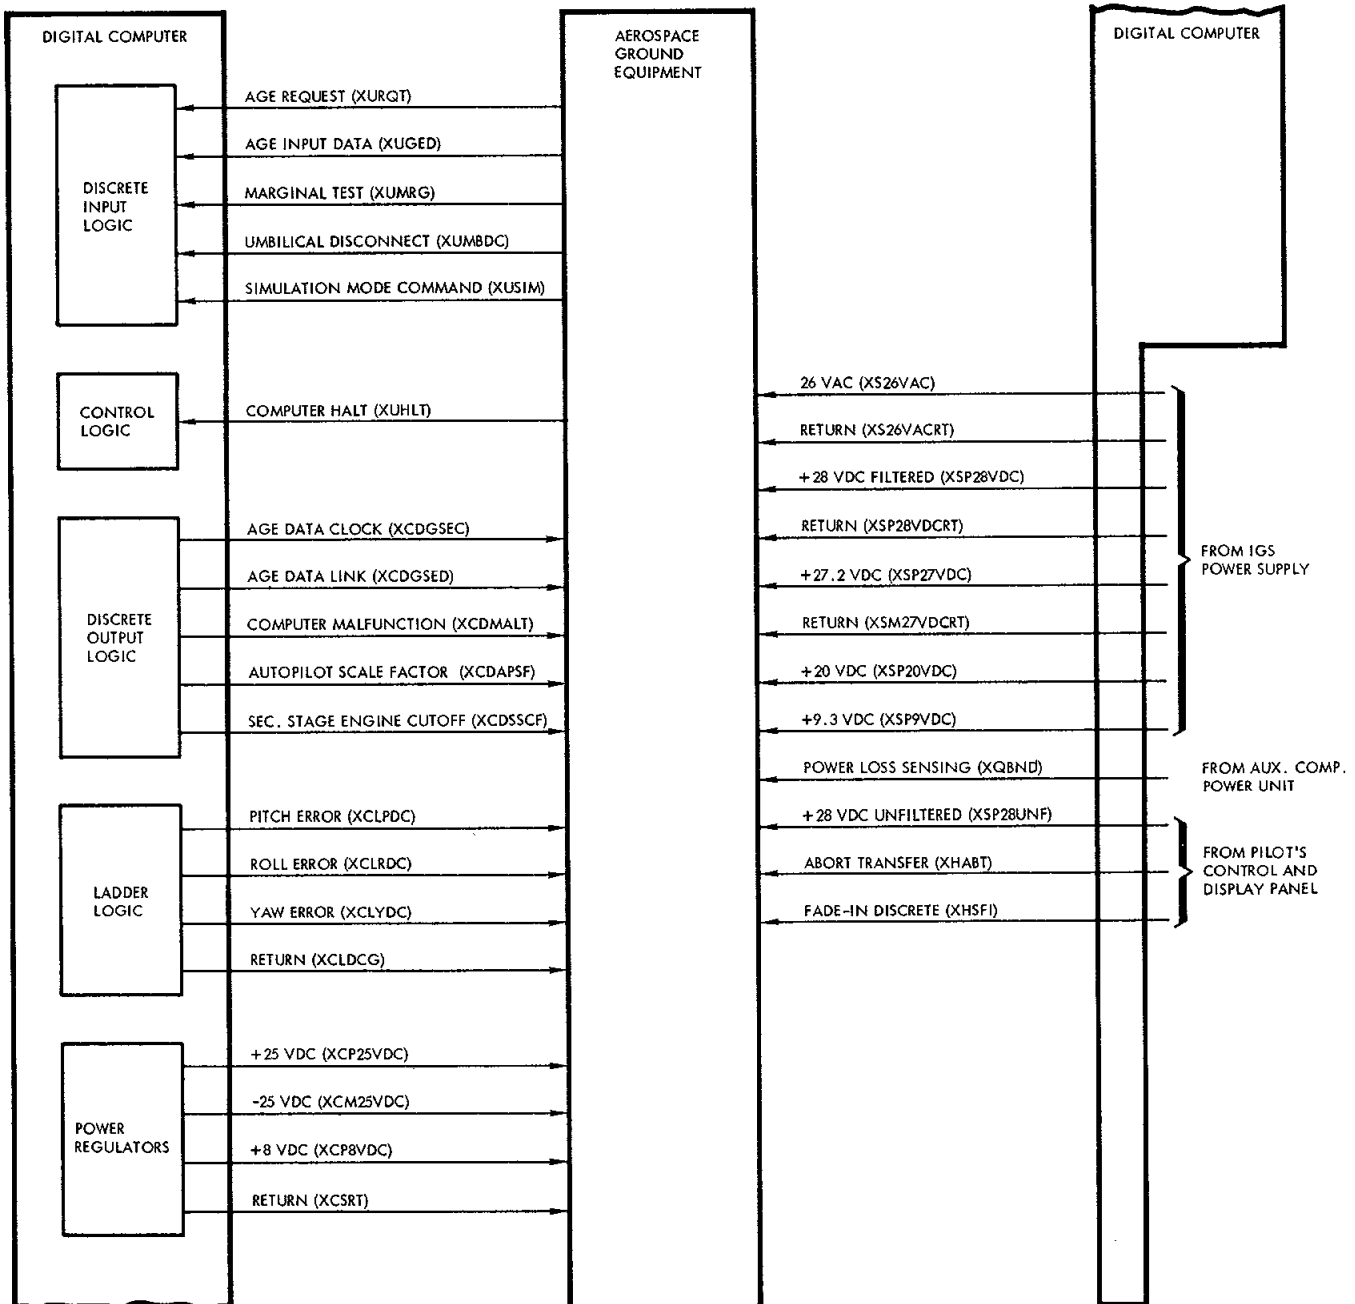 DIGITAL COMPUTER
DISCRETE
INPUT
LOGIC
AGE REQUEST (XURQT)
AGE INPUT DATA (XUGED)
MARGINAL TEST (XUMRG)
UMBILICAL DISCONNECT (XUMBDC)
SIMULATION MODE COMMAND (XUSIM)
CONTROL
LOGIC
COMPUTER HALT (XUHLT)
DISCRETE
OUTPUT
LOGIC
AGE DATA CLOCK (XCDGSEC)
AGE DATA LINK (XCDGSED)
COMPUTER MALFUNCTION (XCDMALT)
AUTOPILOT SCALE FACTOR (XCDAPSF)
SEC. STAGE ENGINE CUTOFF (XCDSSCF)
LADDER
LOGIC
PITCH ERROR (XCLPDC)
ROLL ERROR (XCLRDC)
YAW ERROR (XCLYDC)
RETURN (XCLDCG)
POWER
REGULATORS
+25 VDC (XCP25VDC)
-25 VDC (XCM25VDC)
+8 VDC (XCP8VDC)
RETURN (XCSRT)
AEROSPACE
GROUND
EQUIPMENT
DIGITAL COMPUTER
26 VAC (XS26VAC)
RETURN (XS26VACRT)
+28 VDC FILTERED (XSP28VDC)
RETURN (XSP28VDCRT)
+27.2 VDC (XSP27VDC)
RETURN (XSM27VDCRT)
+20 VDC (XSP20VDC)
+9.3 VDC (XSP9VDC)
FROM IGS
POWER SUPPLY
POWER LOSS SENSING (XQBND)
FROM AUX. COMP.
POWER UNIT
+28 VDC UNFILTERED (XSP28UNF)
ABORT TRANSFER (XHABT)
FADE-IN DISCRETE (XHSFI)
FROM PILOT'S
CONTROL AND
DISPLAY PANEL